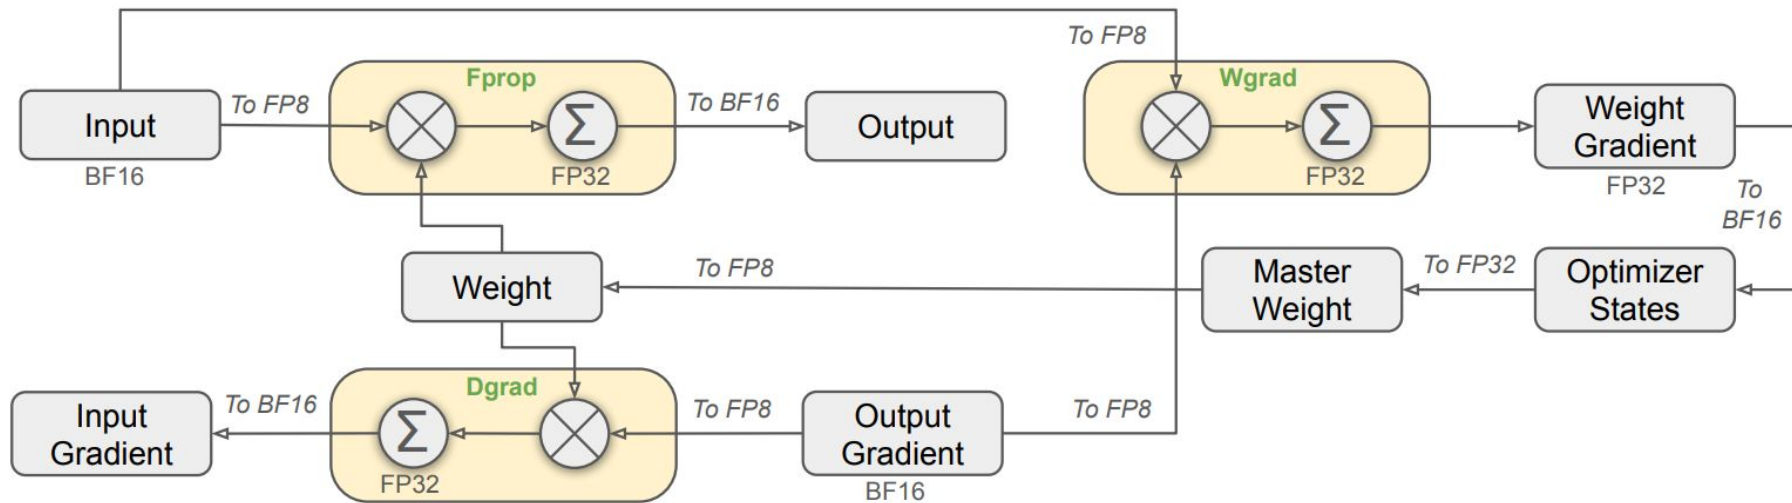 To FP8
Fprop
Wgrad
Input
To FP8
Σ
To BF16
Output
Σ
Weight
Gradient
BF16
FP32
FP32
FP32
To
BF16
Weight
To FP8
Master
Weight
To FP32
Optimizer
States
Dgrad
Input
Gradient
To BF16
Σ
FP32
To FP8
Output
Gradient
BF16
To FP8